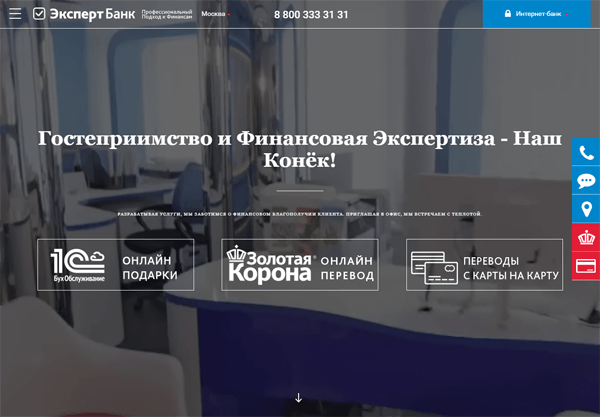 Эксперт Банк
Профессиональный
Подход к Финансам
Москва
8 800 333 31 31
Интернет-банк
Гостеприимство и Финансовая Экспертиза - Наш
Конёк!
РАЗРАБАТЫВАЯ УСЛУГИ, МЫ ЗАБОТИМСЯ О ФИНАНСОВОМ БЛАГОПОЛУЧИИ КЛИЕНТА. ПРИГЛАШАЯ В ОФИС, МЫ ВСТРЕЧАЕМ С ТЕПЛОТОЙ.
1С
БухОбслуживание
ОНЛАЙН
ПОДАРКИ
Золотая
Корона®
ОНЛАЙН
ПЕРЕВОД
ПЕРЕВОДЫ
С КАРТЫ НА КАРТУ